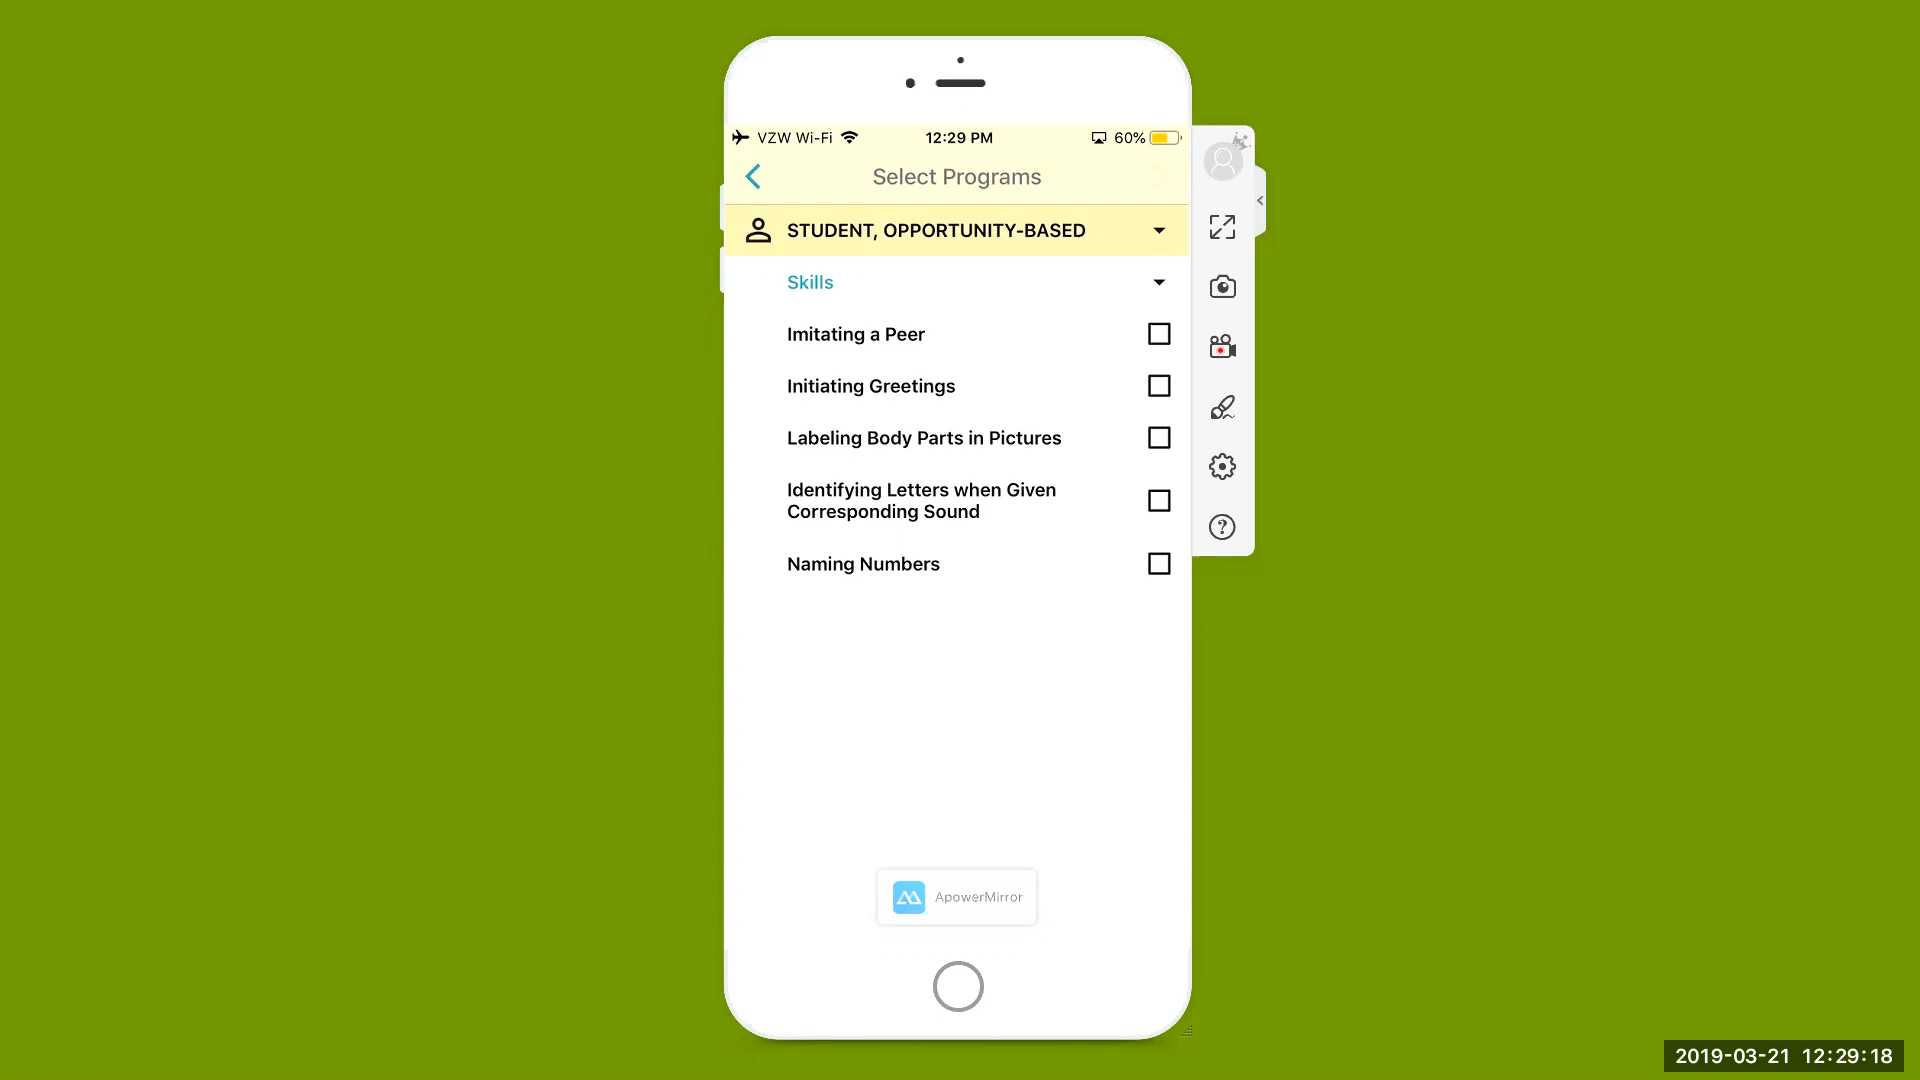 VZW Wi-Fi 12:29 PM 60%
Select Programs
STUDENT, OPPORTUNITY-BASED
Skills
Imitating a Peer
Initiating Greetings
Labeling Body Parts in Pictures
Identifying Letters when Given
Corresponding Sound
Naming Numbers
ApowerMirror
2019-03-21 12:29:18